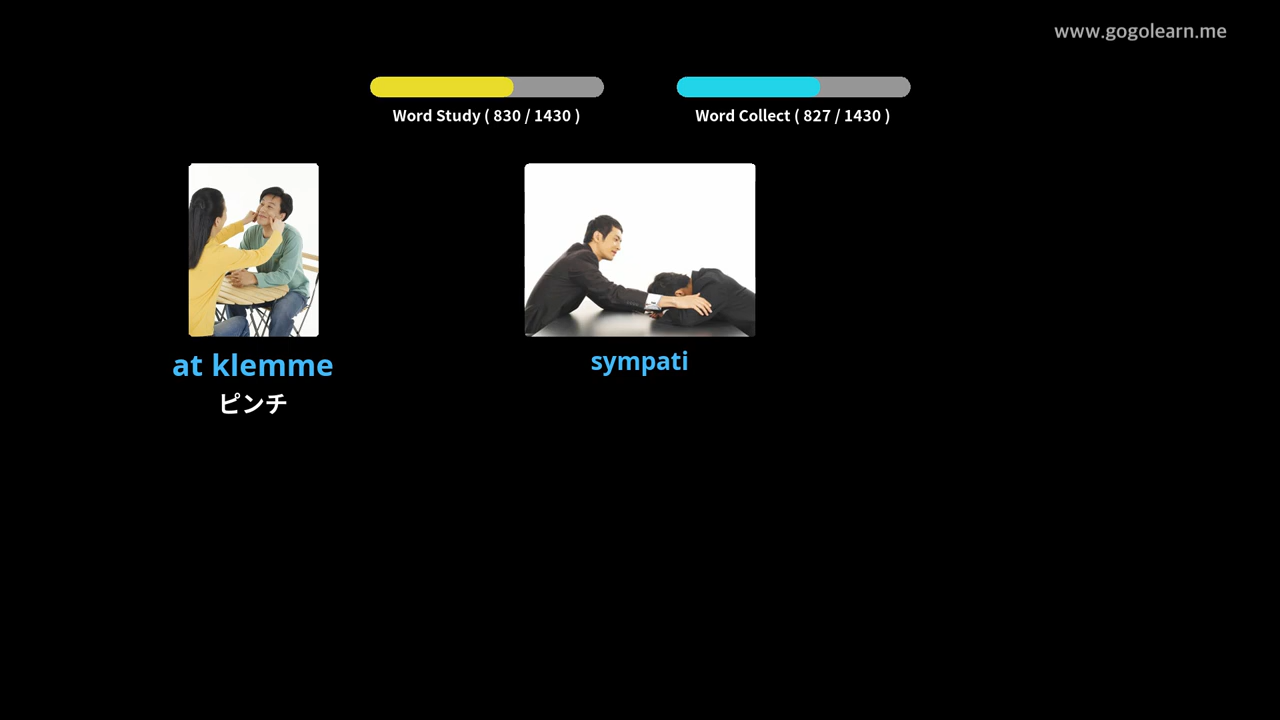 www.gogolearn.me
Word Study ( 830 / 1430 )
Word Collect ( 827 / 1430 )
at klemme
ピンチ
sympati